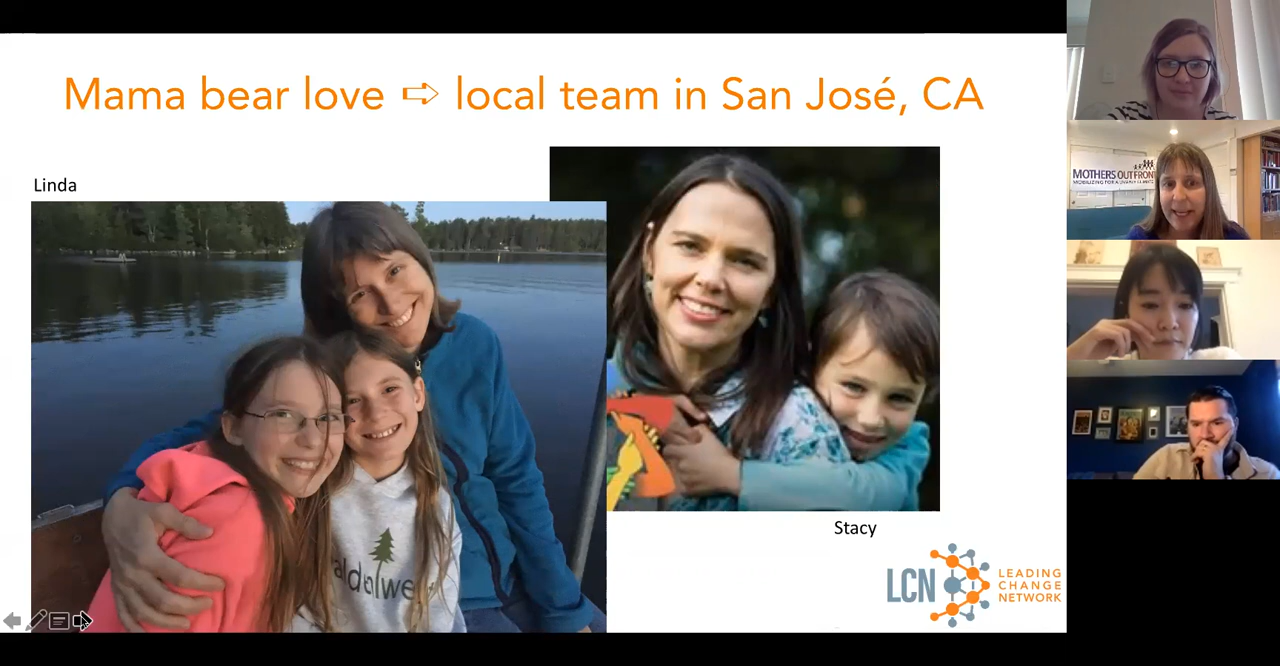 Mama bear love ⇨ local team in San José, CA
Linda
Stacy
LCN LEADING
CHANGE
NETWORK
MOTHERS OUT FRONT